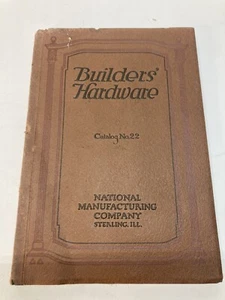 Builders'
Hardware
Catalog No. 22
NATIONAL
MANUFACTURING
COMPANY
STERLING. ILL.